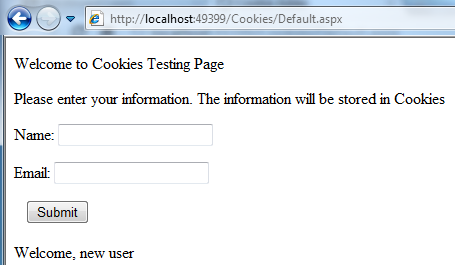 http://localhost:49399/Cookies/Default.aspx
Welcome to Cookies Testing Page
Please enter your information. The information will be stored in Cookies
Name:
Email:
Submit
Welcome, new user